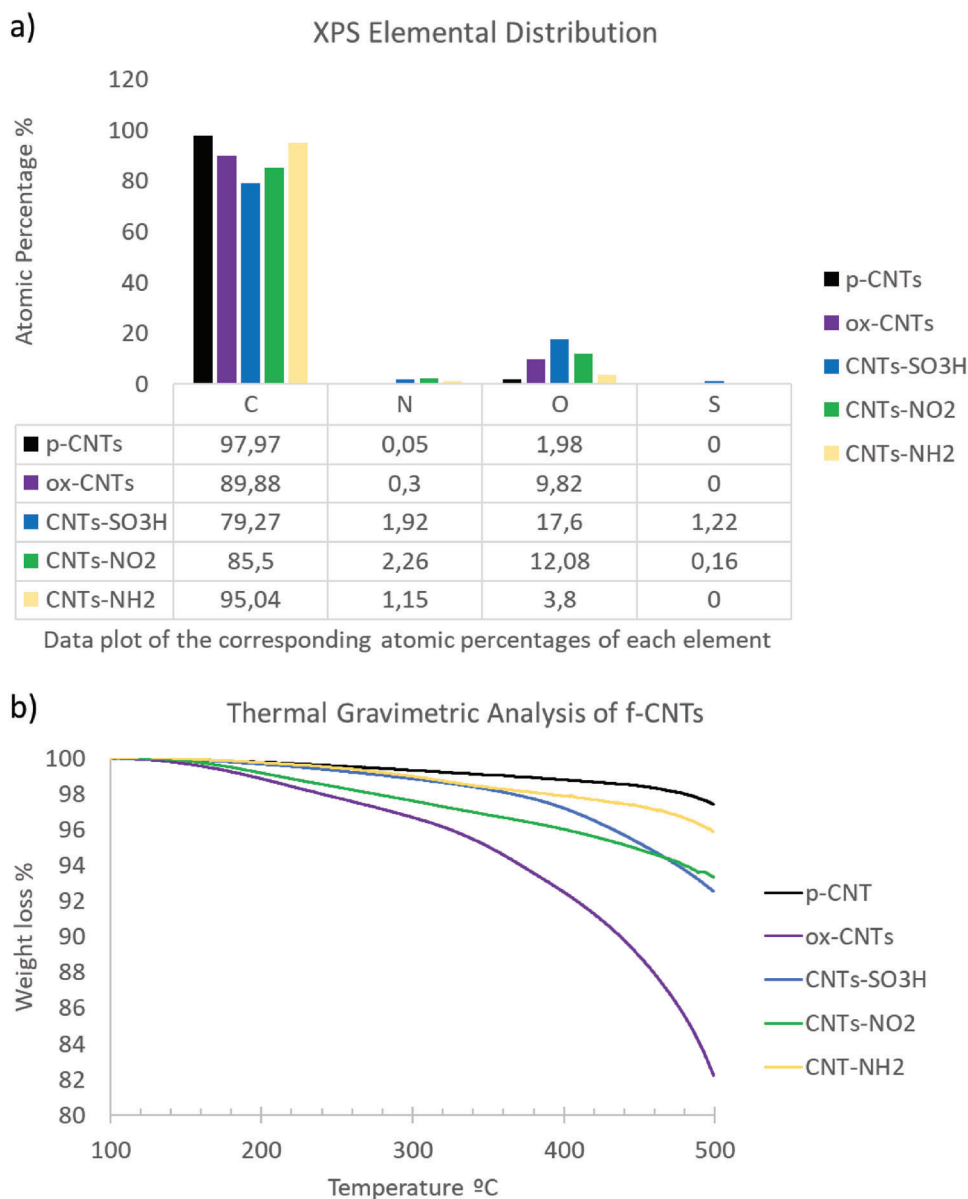 a)
XPS Elemental Distribution
Atomic Percentage %
120
100
80
60
40
20
0
p-CNTs
ox-CNTs
CNTs-SO3H
CNTs-NO2
CNTs-NH2
C N O S
p-CNTs 97,97 0,05 1,98 0
ox-CNTs 89,88 0,3 9,82 0
CNTs-SO3H 79,27 1,92 17,6 1,22
CNTs-NO2 85,5 2,26 12,08 0,16
CNTs-NH2 95,04 1,15 3,8 0
Data plot of the corresponding atomic percentages of each element
b)
Thermal Gravimetric Analysis of f-CNTs
Weight loss %
100
98
96
94
92
90
88
86
84
82
80
100 200 300 400 500
Temperature ºC
p-CNT
ox-CNTs
CNTs-SO3H
CNTs-NO2
CNT-NH2